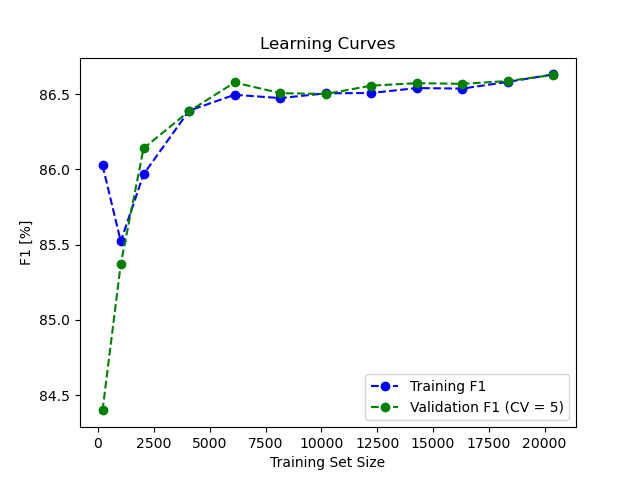 Learning Curves
F1 [%]
86.5
86.0
85.5
85.0
84.5
Training F1
Validation F1 (CV = 5)
0 2500 5000 7500 10000 12500 15000 17500 20000
Training Set Size